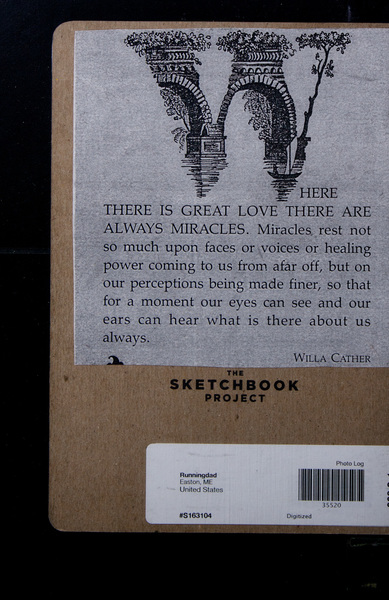 WHERE
THERE IS GREAT LOVE THERE ARE
ALWAYS MIRACLES. Miracles rest not
so much upon faces or voices or healing
power coming to us from afar off, but on
our perceptions being made finer, so that
for a moment our eyes can see and our
ears can hear what is there about us
always.
WILLA CATHER
THE
SKETCHBOOK
PROJECT
Photo Log
Runningdad
Easton, ME
United States
35520
#S163104
Digitized